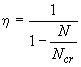 η = 1 / (1 − N / N_cr)